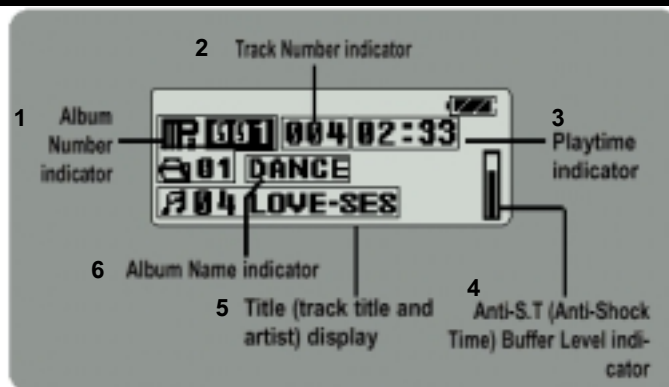 2 Track Number indicator
1 Album
Number
indicator
004 02:33
3
Playtime
indicator
01 DANCE
04 LOVE-SES
6 Album Name indicator
5 Title (track title and
artist) display
4
Anti-S.T (Anti-Shock
Time) Buffer Level indi-
cator